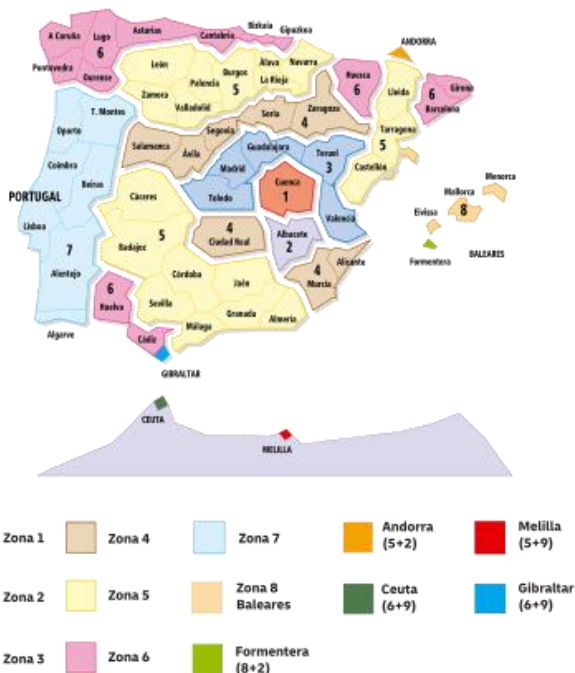 A Coruña
Lugo
6
Pontevedra
Ourense
Asturias
Cantabria
Bizkaia
Gipuzkoa
León
Palencia
Burgos
5
Álava
Navarra
La Rioja
Zamora
Valladolid
Huesca
6
ANDORRA
Lleida
6
Girona
Barcelona
Tarragona
5
Castellón
Soria
Zaragoza
4
Segovia
Salamanca
Ávila
Guadalajara
Teruel
3
Madrid
Toledo
Cuenca
1
Valencia
T. Montes
Oporto
Coimbra
Beiras
PORTUGAL
Lisboa
7
Alentejo
Algarve
Cáceres
5
Badajoz
Córdoba
Jaén
Sevilla
Granada
Almería
Málaga
4
Ciudad Real
Albacete
2
4
Alicante
Murcia
6
Huelva
Cádiz
GIBRALTAR
Menorca
Mallorca
8
Eivissa
Formentera
BALEARES
CEUTA
MELILLA
Zona 1
Zona 4
Zona 7
Andorra
(5+2)
Melilla
(5+9)
Zona 2
Zona 5
Zona 8
Baleares
Ceuta
(6+9)
Gibraltar
(6+9)
Zona 3
Zona 6
Formentera
(8+2)